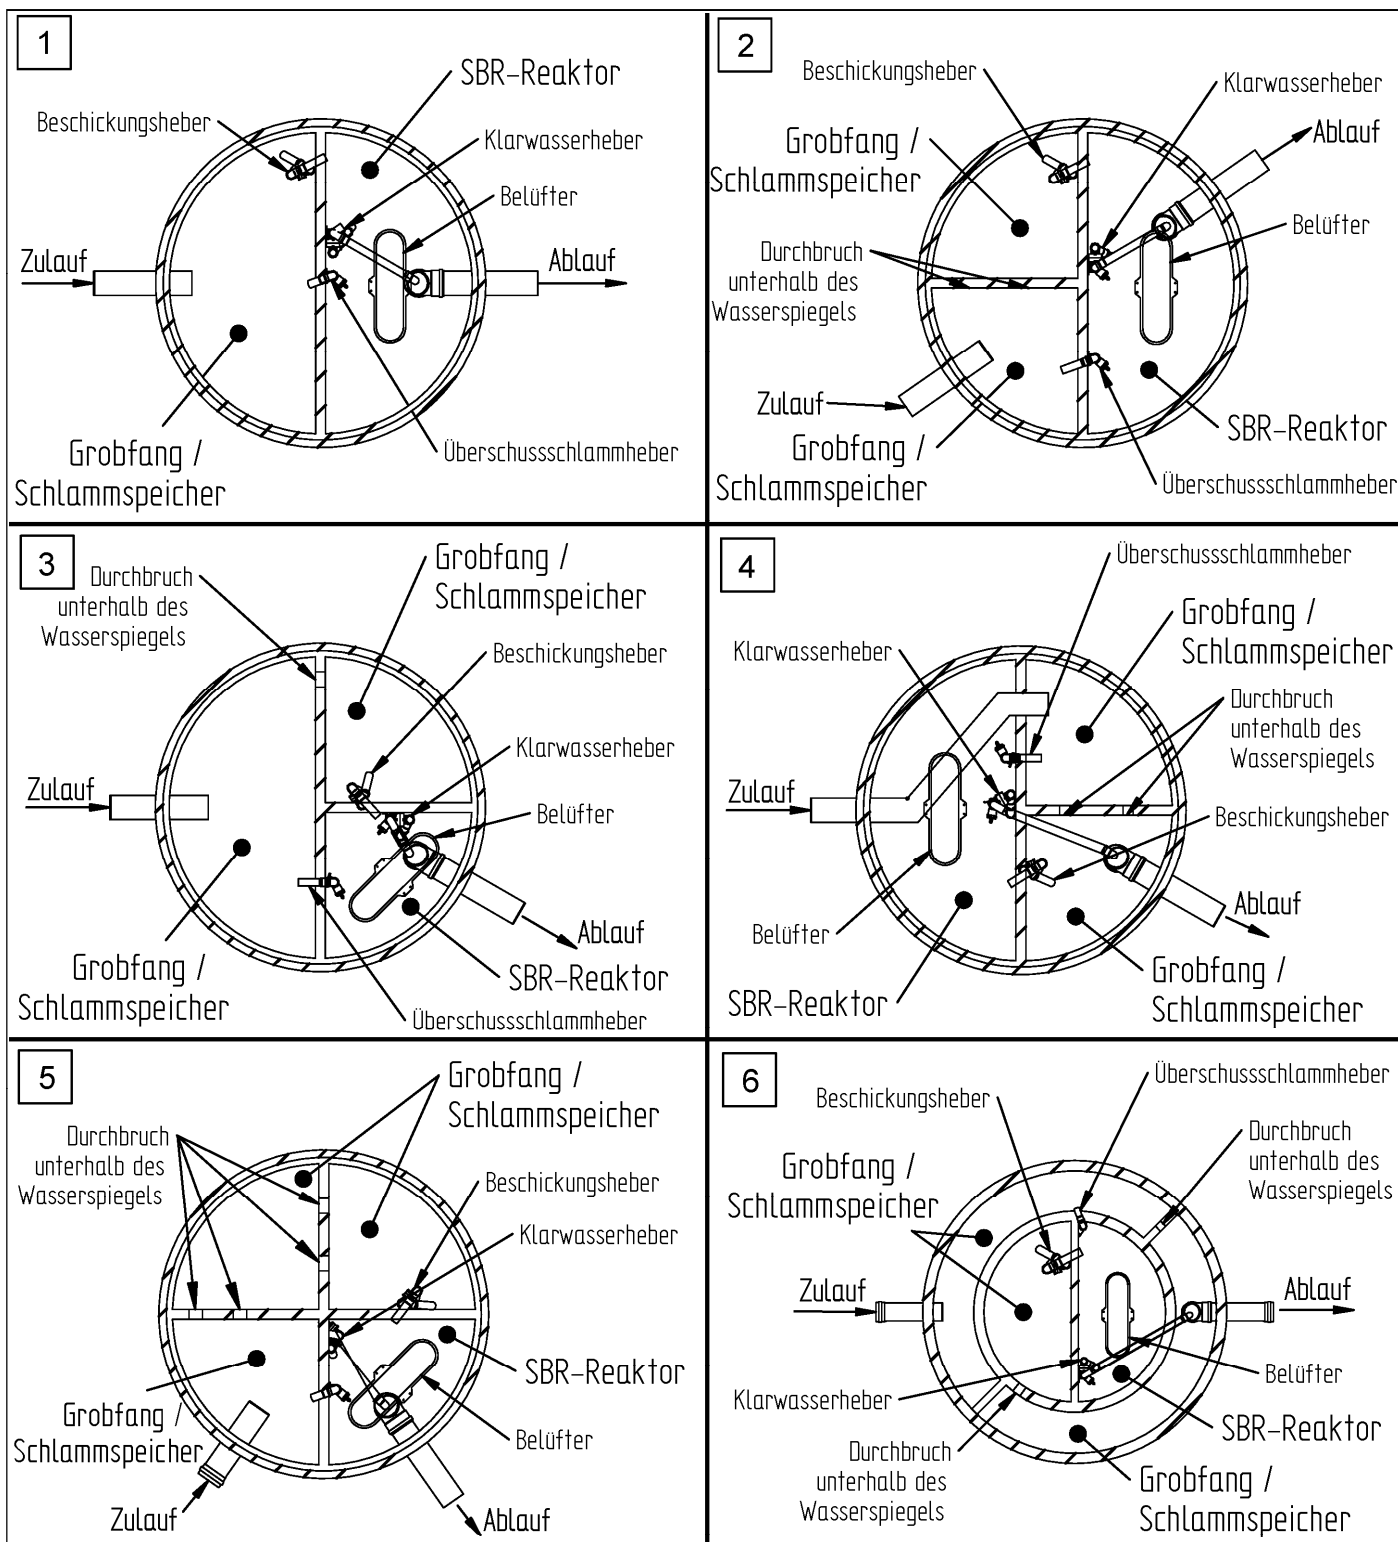 1
SBR-Reaktor
Beschickungsheber
Klarwasserheber
Belüfter
Zulauf
Ablauf
Grobfang /
Schlammspeicher
Überschussschlammheber
2
Beschickungsheber
Klarwasserheber
Ablauf
Grobfang /
Schlammspeicher
Belüfter
Durchbruch
unterhalb des
Wasserspiegels
Zulauf
Grobfang /
Schlammspeicher
SBR-Reaktor
Überschussschlammheber
3
Durchbruch
unterhalb des
Wasserspiegels
Grobfang /
Schlammspeicher
Beschickungsheber
Klarwasserheber
Zulauf
Belüfter
Ablauf
Grobfang /
Schlammspeicher
SBR-Reaktor
Überschussschlammheber
4
Überschussschlammheber
Grobfang /
Schlammspeicher
Klarwasserheber
Durchbruch
unterhalb des
Wasserspiegels
Zulauf
Beschickungsheber
Ablauf
Belüfter
SBR-Reaktor
Grobfang /
Schlammspeicher
5
Grobfang /
Schlammspeicher
Durchbruch
unterhalb des
Wasserspiegels
Beschickungsheber
Klarwasserheber
SBR-Reaktor
Grobfang /
Schlammspeicher
Belüfter
Zulauf
Ablauf
6
Überschussschlammheber
Beschickungsheber
Durchbruch
unterhalb des
Wasserspiegels
Grobfang /
Schlammspeicher
Zulauf
Ablauf
Belüfter
Klarwasserheber
SBR-Reaktor
Durchbruch
unterhalb des
Wasserspiegels
Grobfang /
Schlammspeicher